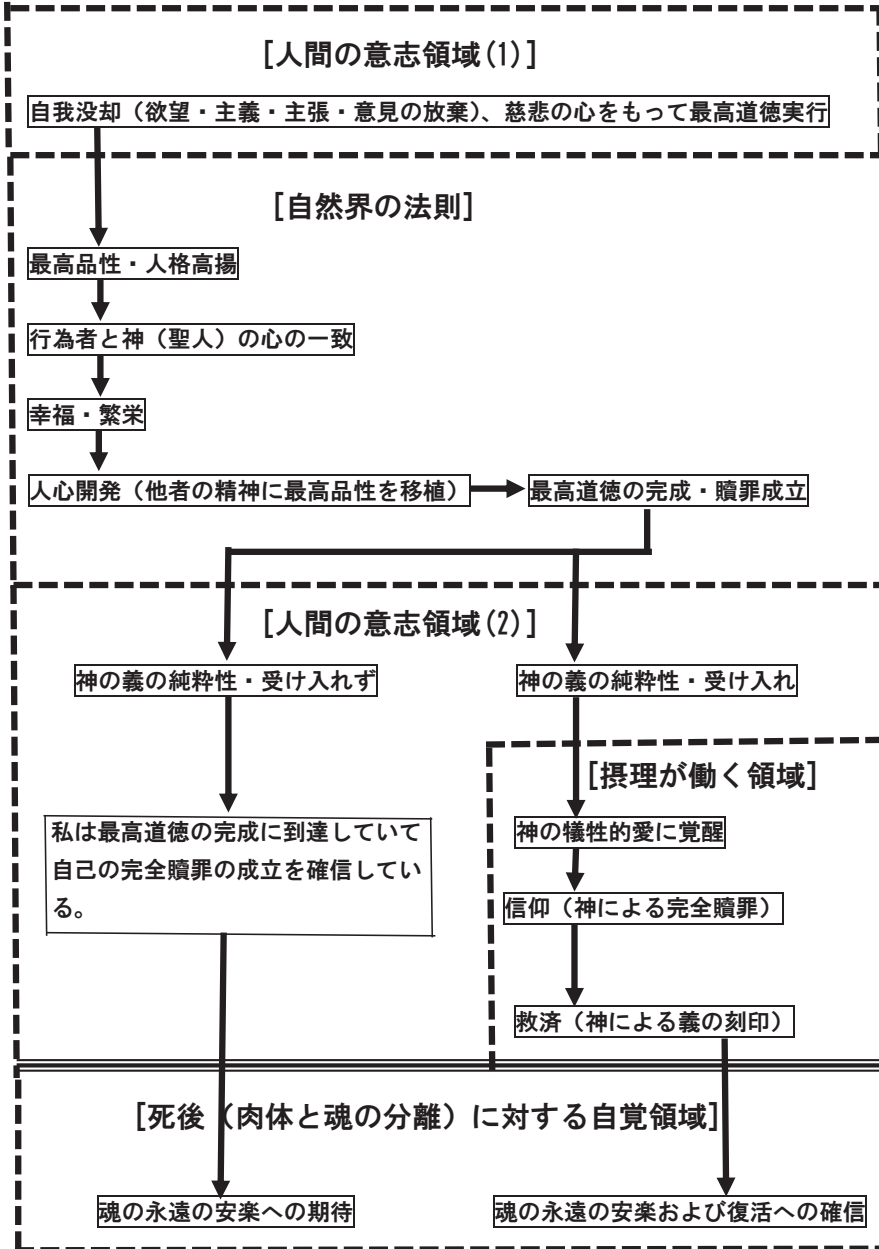 [人間の意志領域(1)]
自我没却（欲望・主義・主張・意見の放棄）、慈悲の心をもって最高道徳実行
[自然界の法則]
最高品性・人格高揚
行為者と神（聖人）の心の一致
幸福・繁栄
人心開発（他者の精神に最高品性を移植）
最高道徳の完成・贖罪成立
[人間の意志領域(2)]
神の義の純粋性・受け入れず
神の義の純粋性・受け入れ
[摂理が働く領域]
私は最高道徳の完成に到達していて
自己の完全贖罪の成立を確信してい
る。
神の犠牲的愛に覚醒
信仰（神による完全贖罪）
救済（神による義の刻印）
[死後（肉体と魂の分離）に対する自覚領域]
魂の永遠の安楽への期待
魂の永遠の安楽および復活への確信